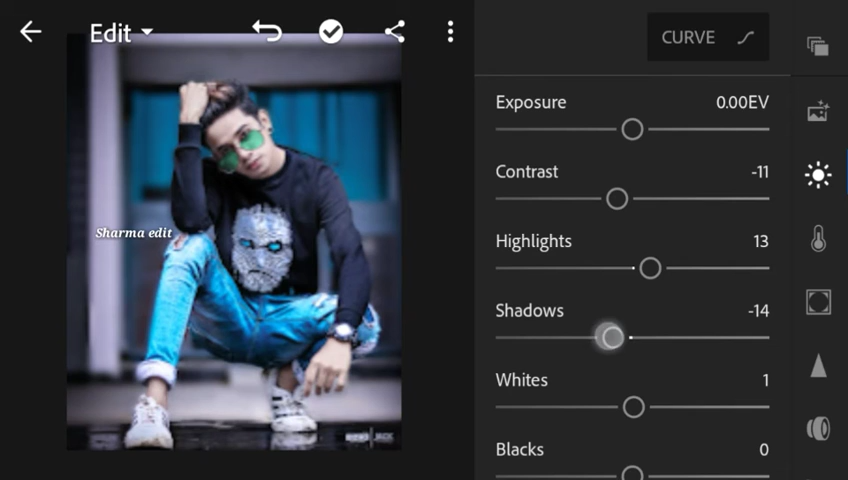 Edit
CURVE
Exposure 0.00EV
Contrast -11
Highlights 13
Shadows -14
Whites 1
Blacks 0
Sharma edit